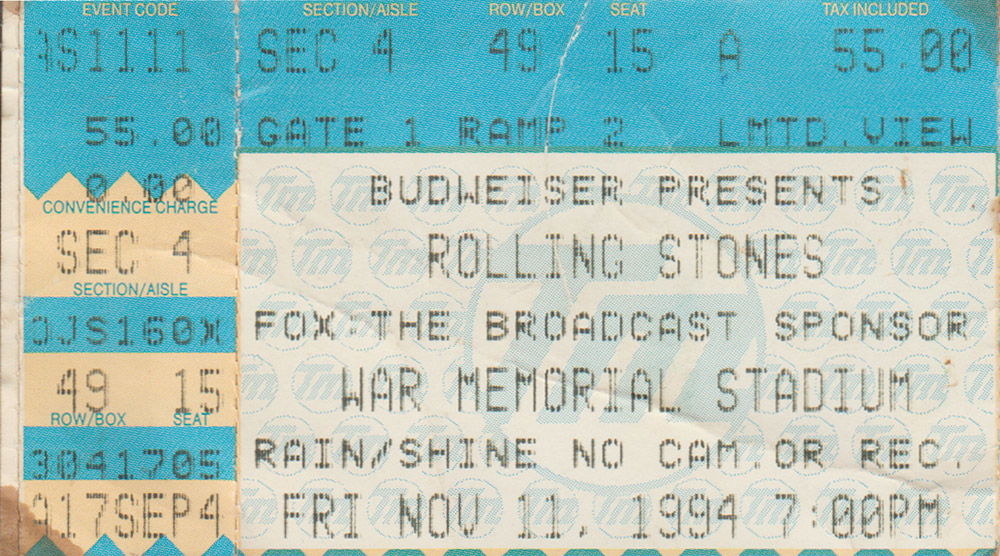 EVENT CODE SECTION/AISLE ROW/BOX SEAT TAX INCLUDED
S1111 SEC 4 49 15 A 55.00
55.00 GATE 1 RAMP 2 LMTD.VIEW
0.00 BUDWEISER PRESENTS
CONVENIENCE CHARGE
SEC 4 ROLLING STONES
SECTION/AISLE
JS160X FOX-THE BROADCAST SPONSOR
49 15 WAR MEMORIAL STADIUM
ROW/BOX SEAT
3041705 RAIN/SHINE NO CAM.OR REC.
17SEP4 FRI NOV 11, 1994 7:00PM